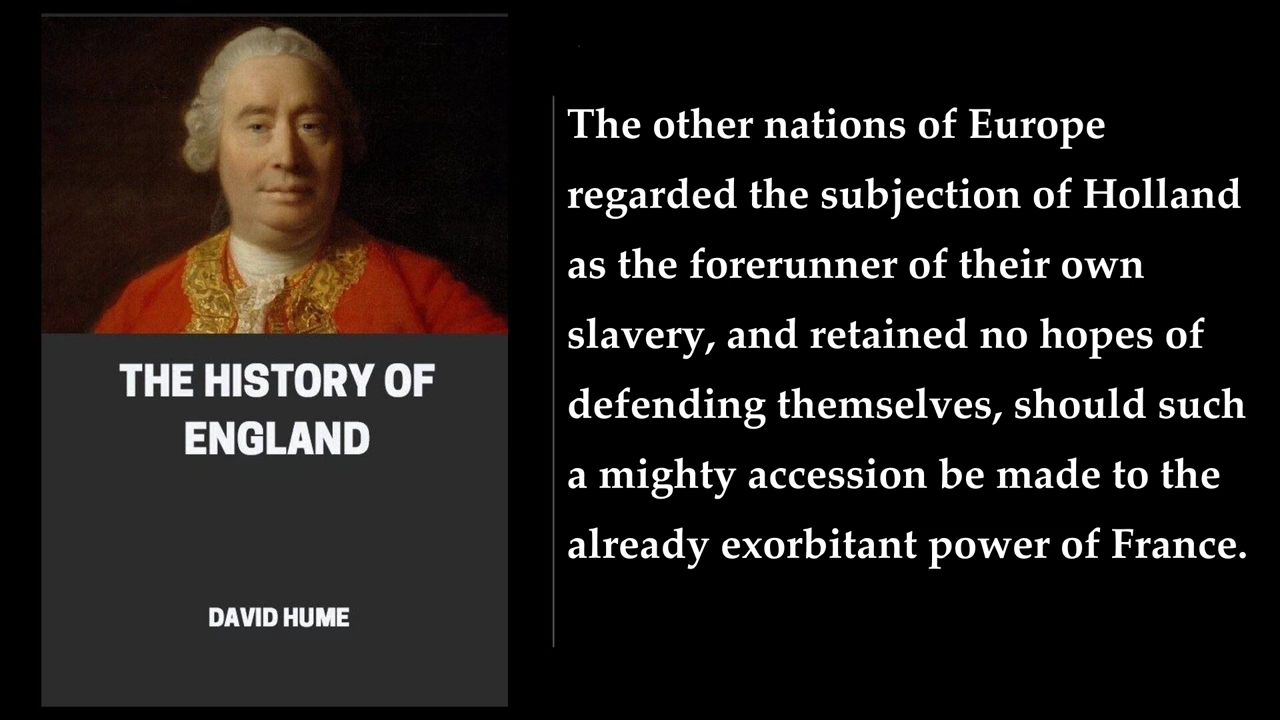 THE HISTORY OF
ENGLAND
DAVID HUME
The other nations of Europe
regarded the subjection of Holland
as the forerunner of their own
slavery, and retained no hopes of
defending themselves, should such
a mighty accession be made to the
already exorbitant power of France.